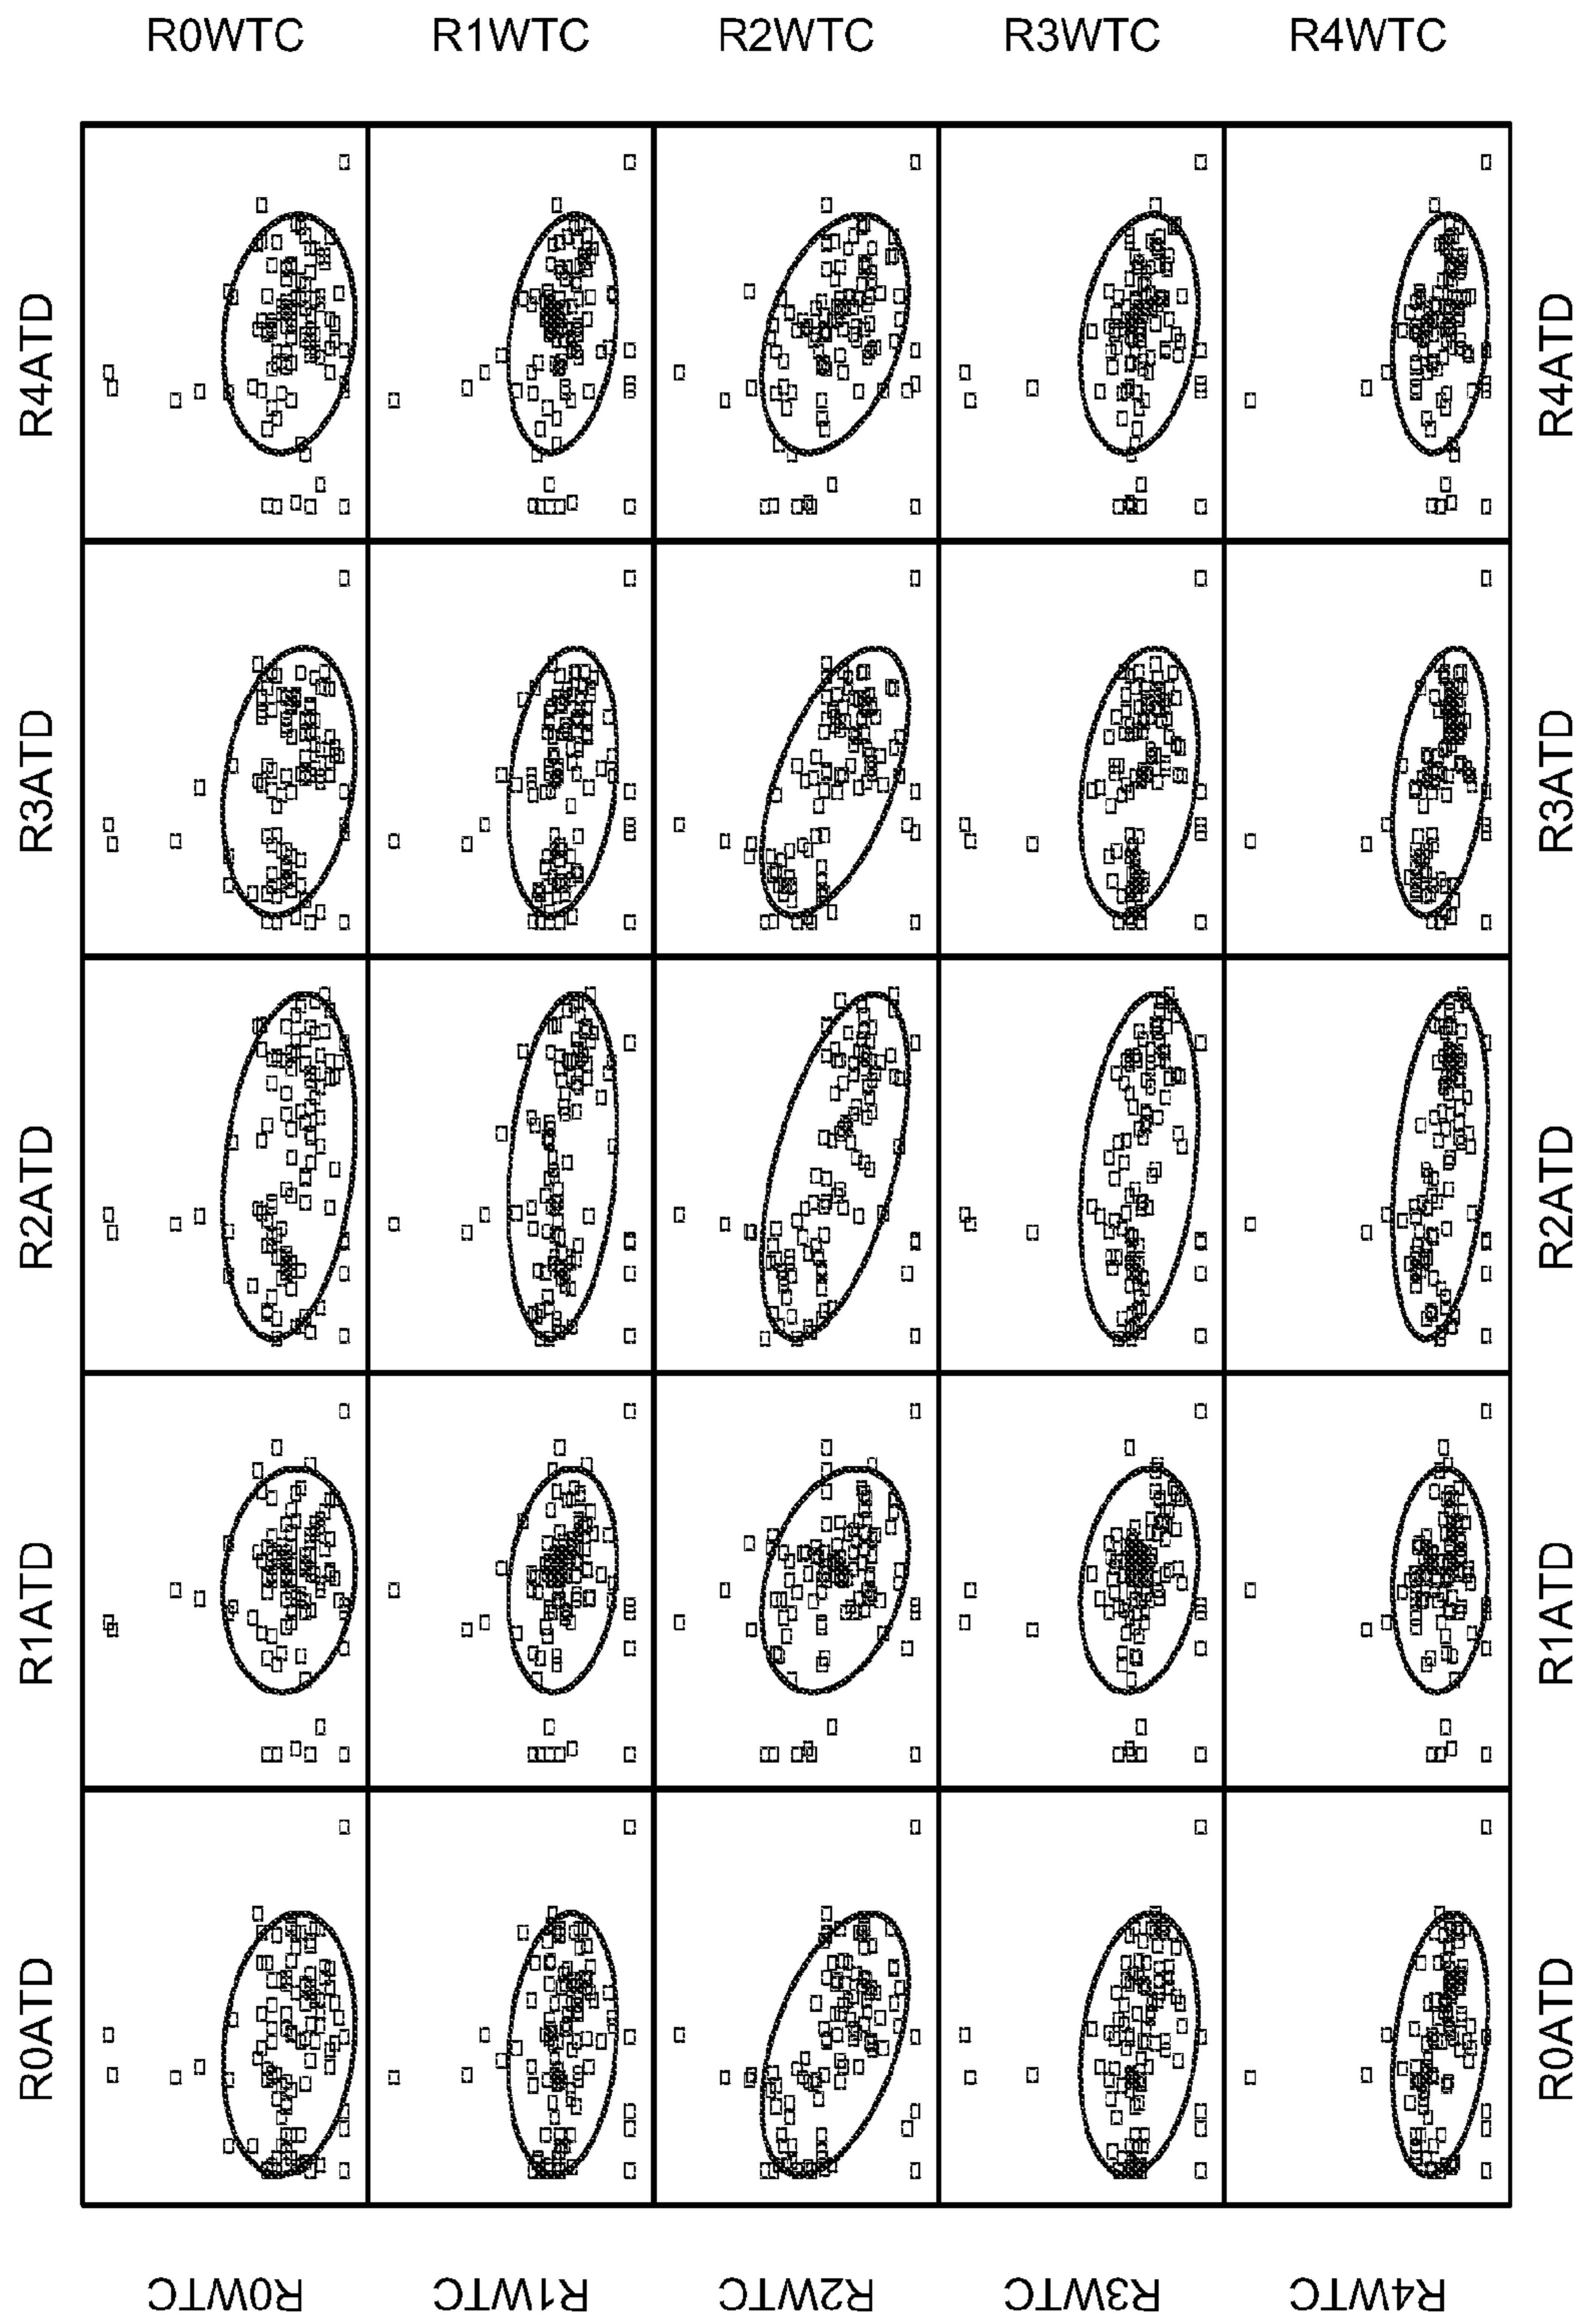 R0WTC R1WTC R2WTC R3WTC R4WTC
R4ATD
R4ATD
R3ATD
R3ATD
R2ATD
R2ATD
R1ATD
R1ATD
R0ATD
R0ATD
R0WTC R1WTC R2WTC R3WTC R4WTC